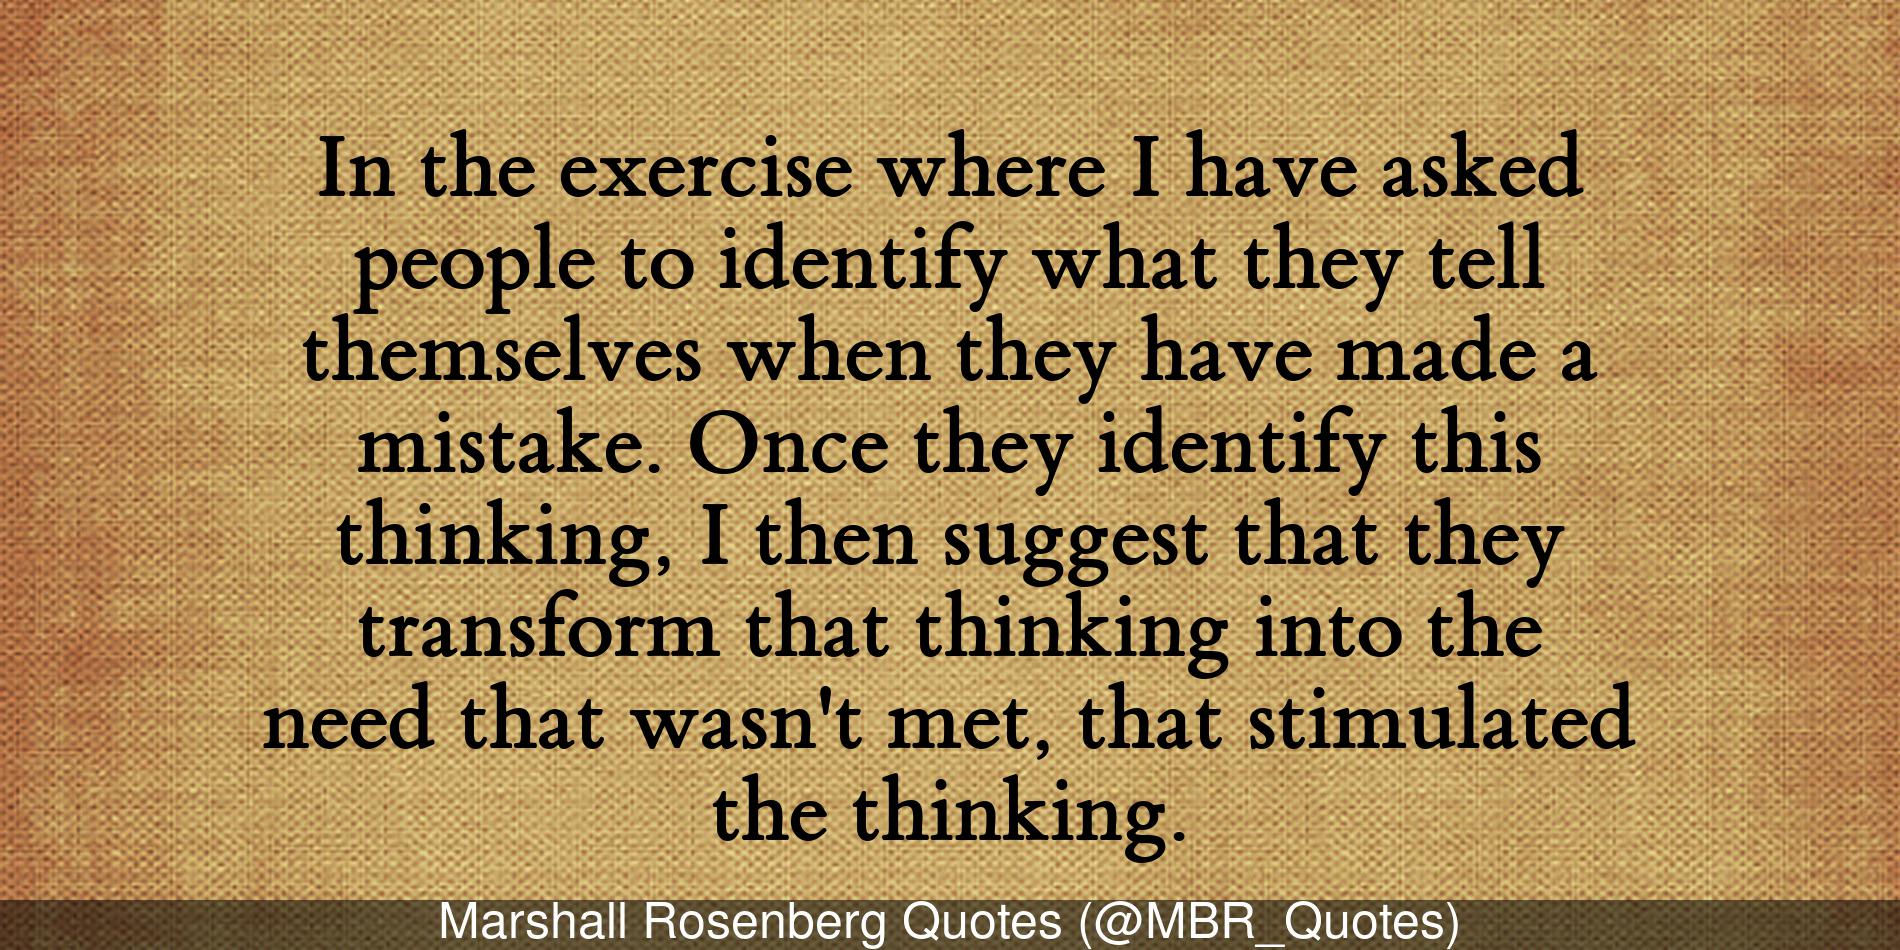 In the exercise where I have asked
people to identify what they tell
themselves when they have made a
mistake. Once they identify this
thinking, I then suggest that they
transform that thinking into the
need that wasn't met, that stimulated
the thinking.
Marshall Rosenberg Quotes (@MBR_Quotes)